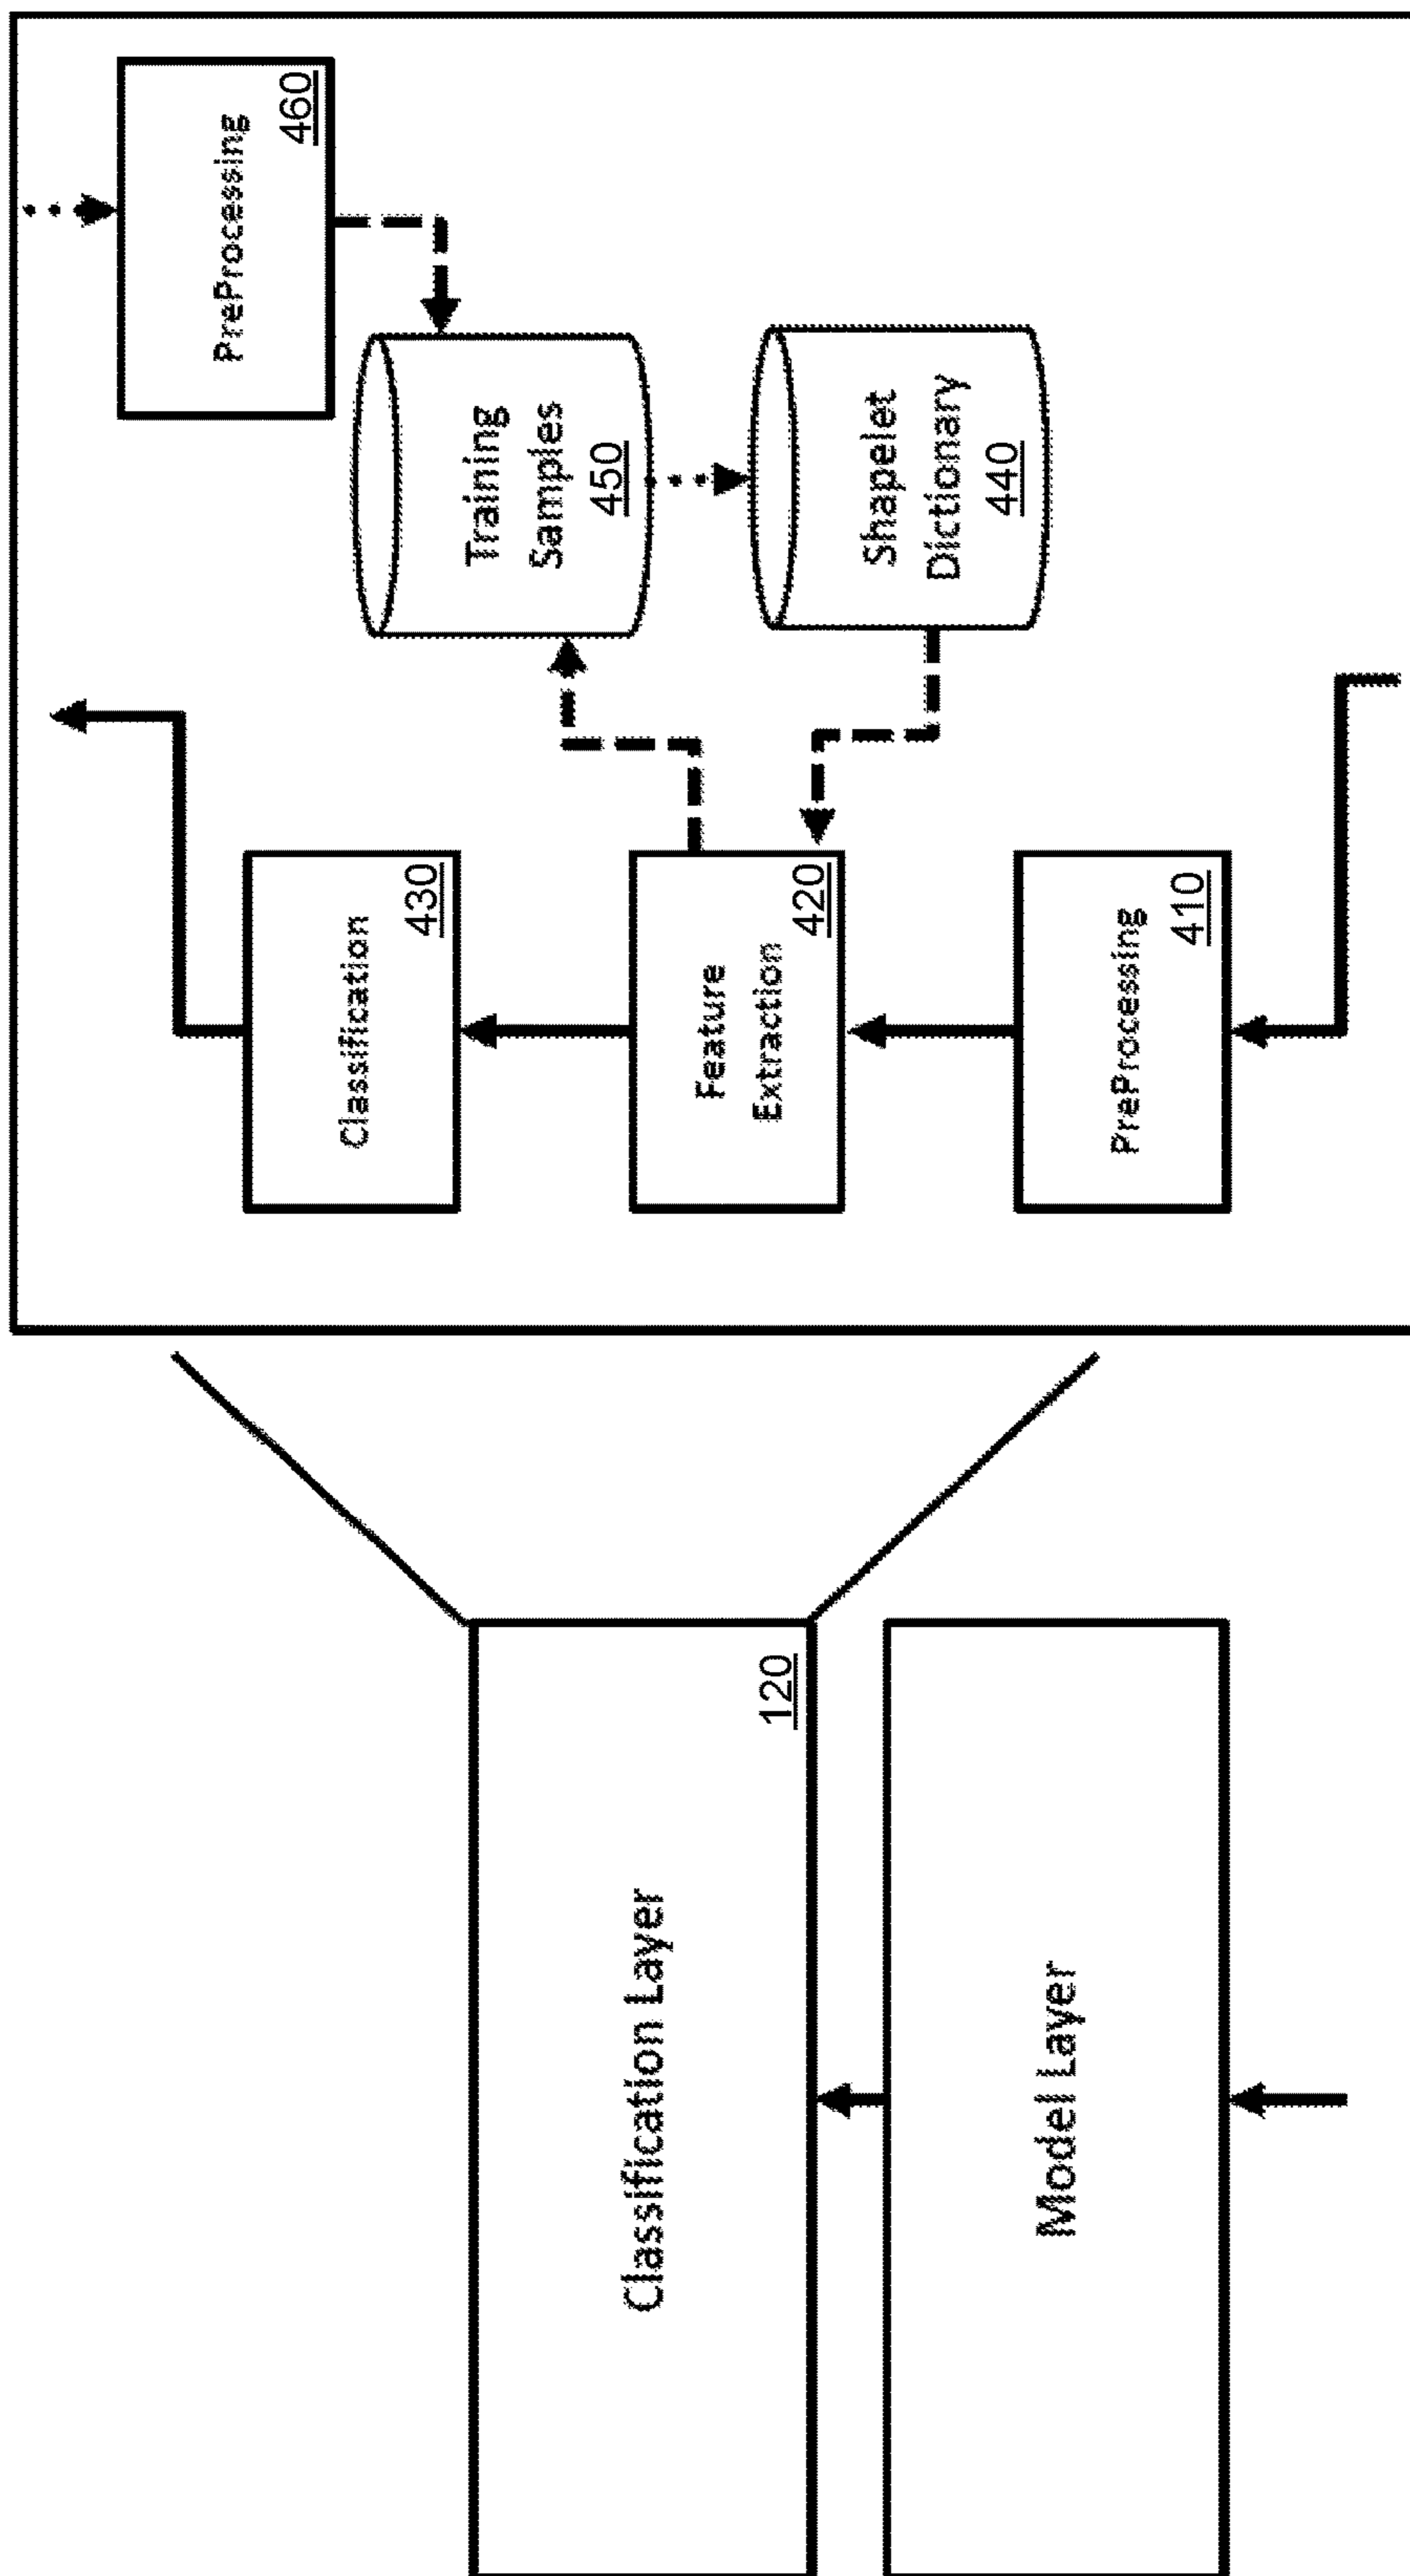 Classification Layer
120
Model Layer
Classification
430
Feature
Extraction
420
PreProcessing
410
Training
Samples
450
Shapelet
Dictionary
440
PreProcessing
460